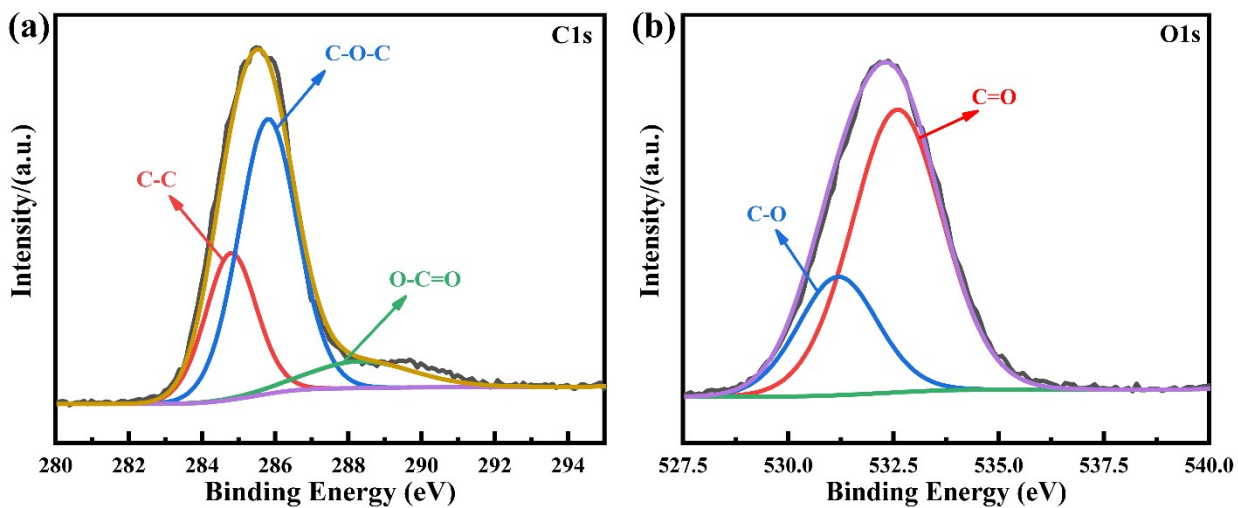 (a)
C1s
C-O-C
C-C
O-C=O
Intensity/(a.u.)
280 282 284 286 288 290 292 294
Binding Energy (eV)
(b)
O1s
C=O
C-O
Intensity/(a.u.)
527.5 530.0 532.5 535.0 537.5 540.0
Binding Energy (eV)